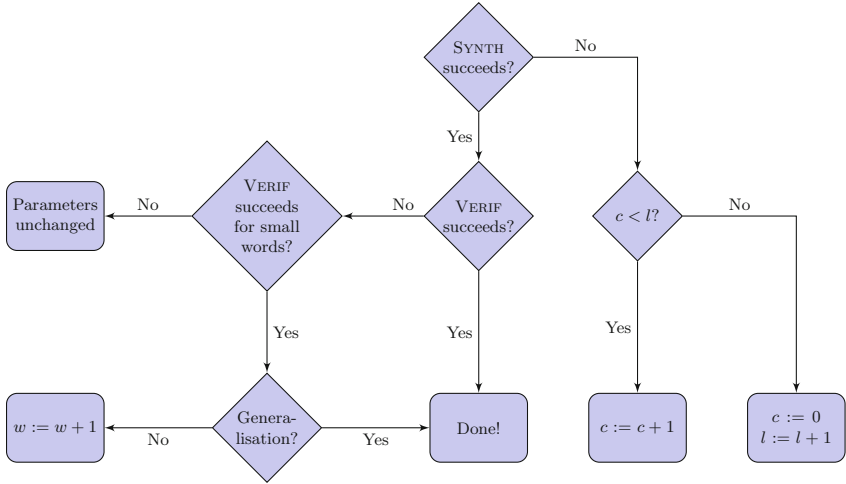 SYNTH
succeeds?
No
Yes
Parameters
unchanged
No
VERIF
succeeds
for small
words?
No
VERIF
succeeds?
c < l?
No
Yes
Yes
Yes
w := w + 1
No
Genera-
lisation?
Yes
Done!
c := c + 1
c := 0
l := l + 1